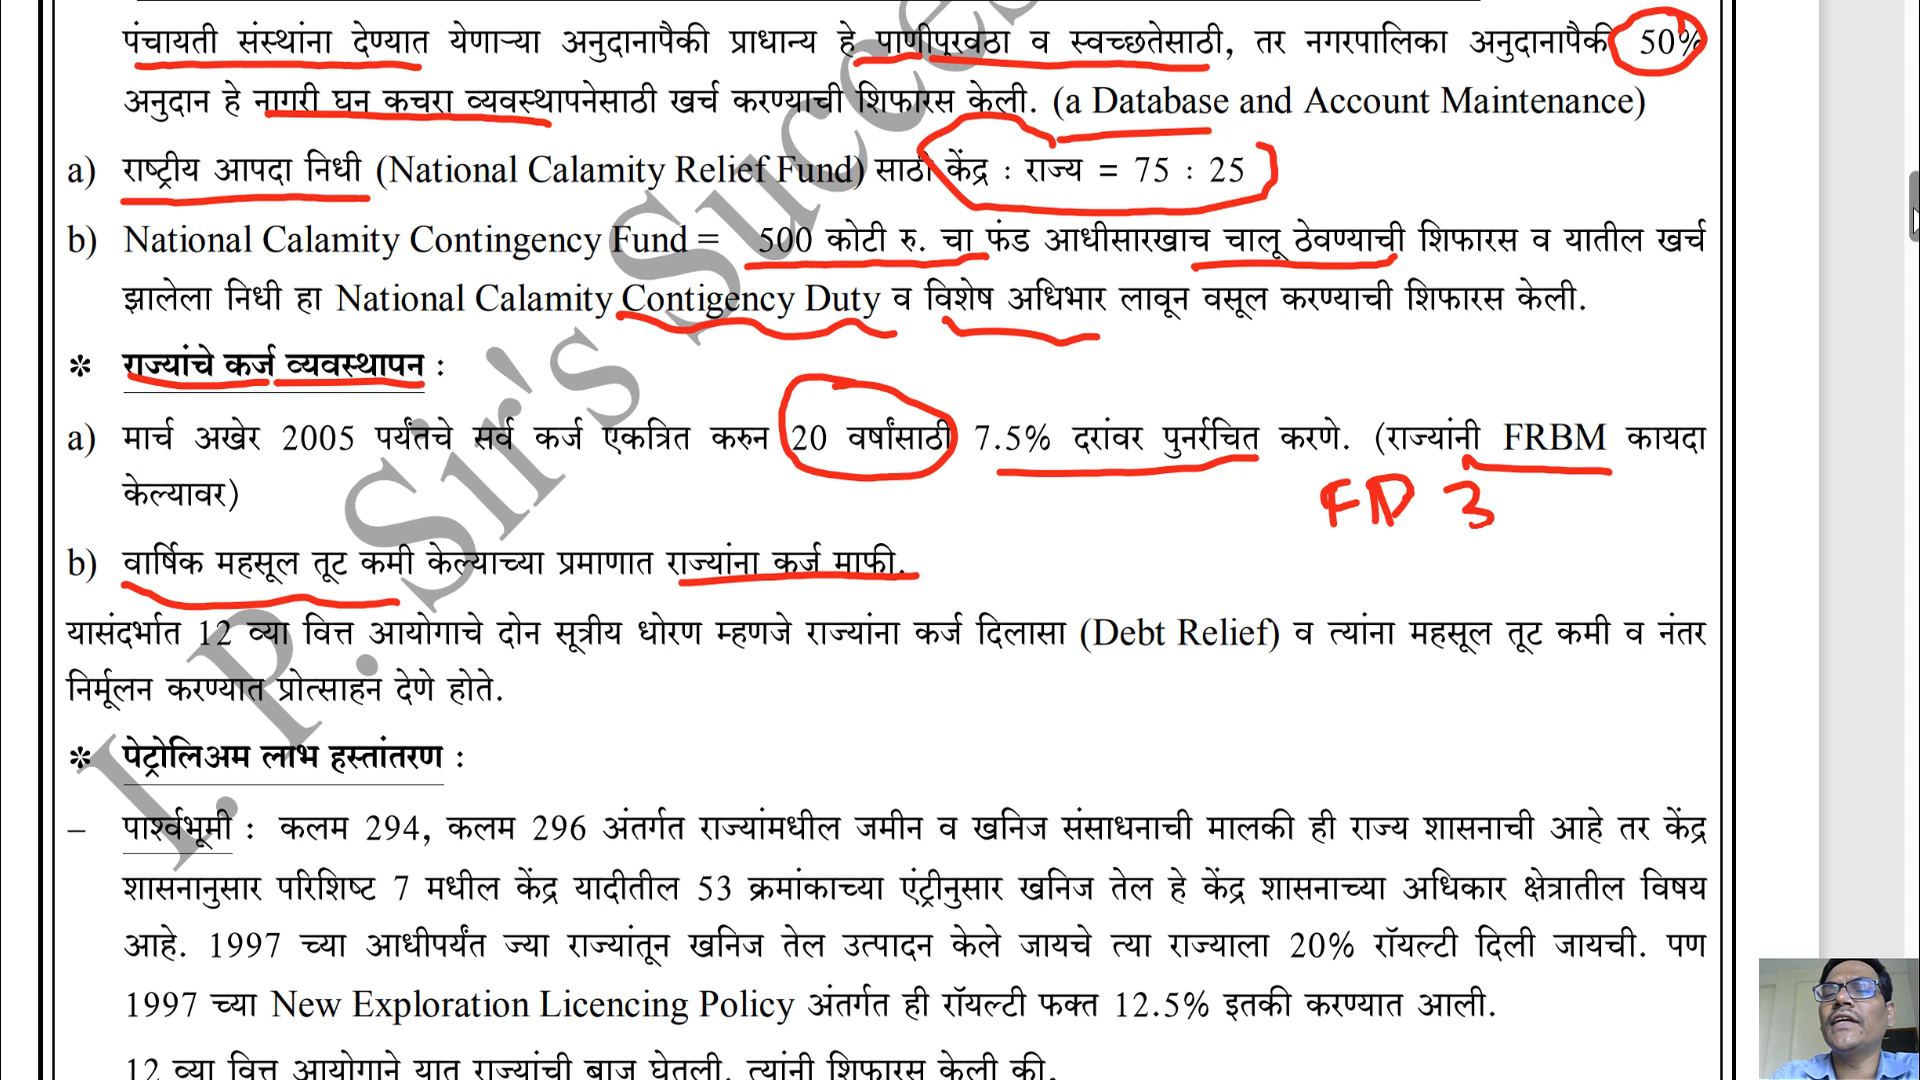 पंचायती संस्थांना देण्यात येणाऱ्या अनुदानापैकी प्राधान्य हे पाणीपुरवठा व स्वच्छतेसाठी, तर नगरपालिका अनुदानापैकी 50%
अनुदान हे नागरी घन कचरा व्यवस्थापनेसाठी खर्च करण्याची शिफारस केली. (a Database and Account Maintenance)
a) राष्ट्रीय आपदा निधी (National Calamity Relief Fund) साठी केंद्र : राज्य = 75 : 25
b) National Calamity Contingency Fund = 500 कोटी रु. चा फंड आधीसारखाच चालू ठेवण्याची शिफारस व यातील खर्च
झालेला निधी हा National Calamity Contigency Duty व विशेष अधिभार लावून वसूल करण्याची शिफारस केली.
* राज्यांचे कर्ज व्यवस्थापन :
a) मार्च अखेर 2005 पर्यंतचे सर्व कर्ज एकत्रित करुन 20 वर्षांसाठी 7.5% दरांवर पुनर्रचित करणे. (राज्यांनी FRBM कायदा
केल्यावर)
FD 3
b) वार्षिक महसूल तूट कमी केल्याच्या प्रमाणात राज्यांना कर्ज माफी.
यासंदर्भात 12 व्या वित्त आयोगाचे दोन सूत्रीय धोरण म्हणजे राज्यांना कर्ज दिलासा (Debt Relief) व त्यांना महसूल तूट कमी व नंतर
निर्मूलन करण्यात प्रोत्साहन देणे होते.
* पेट्रोलिअम लाभ हस्तांतरण :
– पार्श्वभूमी : कलम 294, कलम 296 अंतर्गत राज्यांमधील जमीन व खनिज संसाधनाची मालकी ही राज्य शासनाची आहे तर केंद्र
शासनानुसार परिशिष्ट 7 मधील केंद्र यादीतील 53 क्रमांकाच्या एंट्रीनुसार खनिज तेल हे केंद्र शासनाच्या अधिकार क्षेत्रातील विषय
आहे. 1997 च्या आधीपर्यंत ज्या राज्यांतून खनिज तेल उत्पादन केले जायचे त्या राज्याला 20% रॉयल्टी दिली जायची. पण
1997 च्या New Exploration Licencing Policy अंतर्गत ही रॉयल्टी फक्त 12.5% इतकी करण्यात आली.
12 व्या वित्त आयोगाने यात राज्यांची बाजू घेतली. त्यांनी शिफारस केली की.
I. P. Sir's Succes